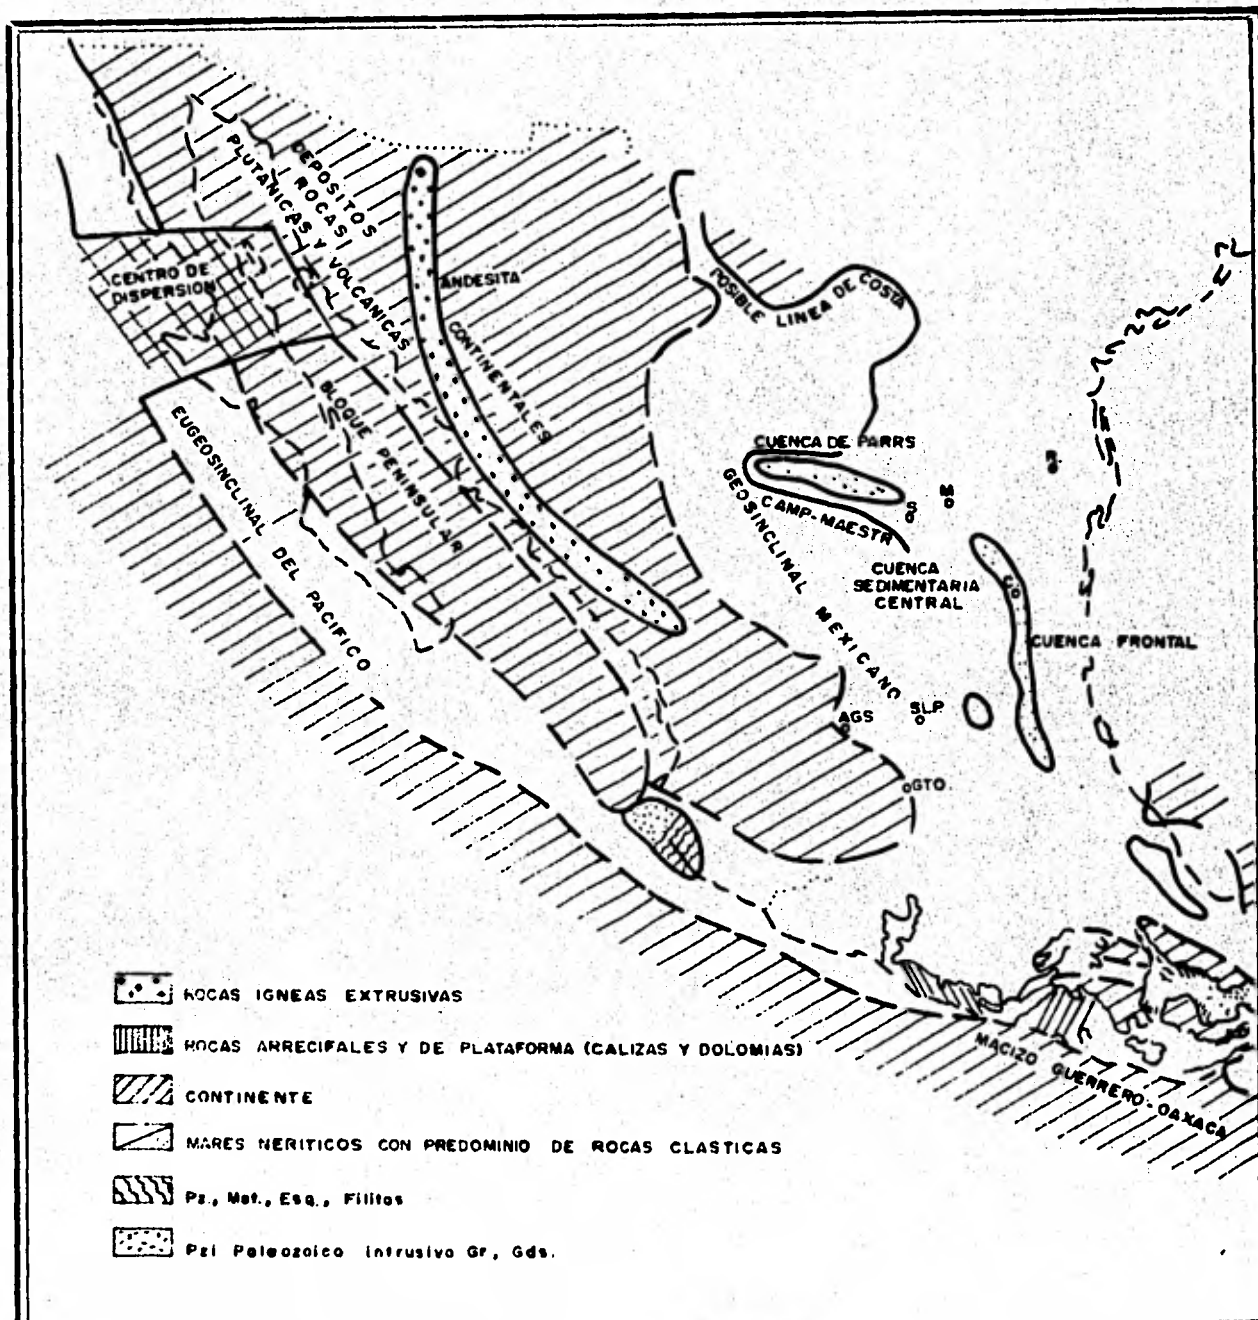 DEPOSITOS
ROCAS
PLUTANICAS Y VOLCANICAS
CENTRO DE
DISPERSION
ANDESITA
CONTINENTALES
POSIBLE LINEA DE COSTA
BLOQUE PENINSULAR
EUGEOSINCLINAL DEL PACIFICO
CUENCA DE PARRS
GEOSINCLINAL MEXICANO
CAMP-MAESTR
S
M
R
CUENCA
SEDIMENTARIA
CENTRAL
CUENCA FRONTAL
AGS
SLP.
GTO.
MACIZO GUERRERO-OAXACA
ROCAS IGNEAS EXTRUSIVAS
ROCAS ARRECIFALES Y DE PLATAFORMA (CALIZAS Y DOLOMIAS)
CONTINENTE
MARES NERITICOS CON PREDOMINIO DE ROCAS CLASTICAS
Pz., Met., Esq., Filitas
Pzi Paleozoico Intrusivo Gr, Gds.